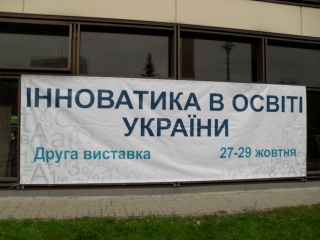 ІННОВАТИКА В ОСВІТІ
УКРАЇНИ
Друга виставка 27-29 жовтня